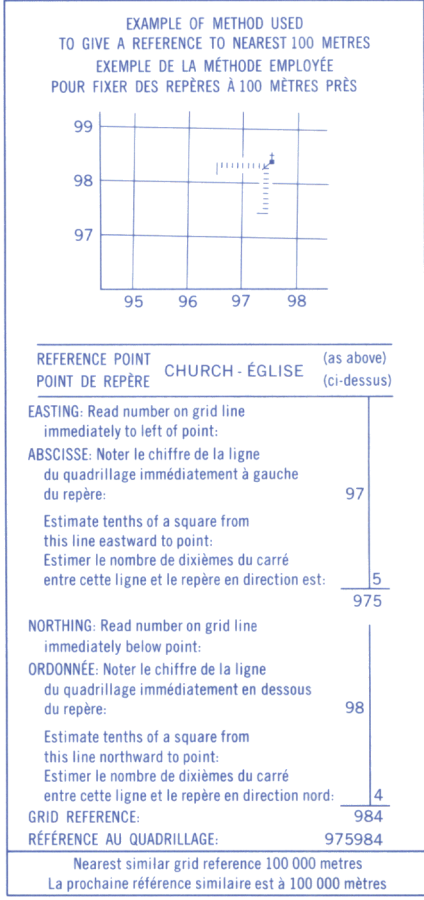 EXAMPLE OF METHOD USED
TO GIVE A REFERENCE TO NEAREST 100 METRES
EXEMPLE DE LA MÉTHODE EMPLOYÉE
POUR FIXER DES REPÈRES À 100 MÈTRES PRÈS
99
98
97
95 96 97 98
REFERENCE POINT CHURCH - ÉGLISE (as above)
POINT DE REPÈRE (ci-dessus)
EASTING: Read number on grid line
immediately to left of point:
ABSCISSE: Noter le chiffre de la ligne
du quadrillage immédiatement à gauche
du repère: 97
Estimate tenths of a square from
this line eastward to point:
Estimer le nombre de dixièmes du carré
entre cette ligne et le repère en direction est: 5
975
NORTHING: Read number on grid line
immediately below point:
ORDONNÉE: Noter le chiffre de la ligne
du quadrillage immédiatement en dessous
du repère: 98
Estimate tenths of a square from
this line northward to point:
Estimer le nombre de dixièmes du carré
entre cette ligne et le repère en direction nord: 4
GRID REFERENCE: 984
RÉFÉRENCE AU QUADRILLAGE: 975984
Nearest similar grid reference 100 000 metres
La prochaine référence similaire est à 100 000 mètres